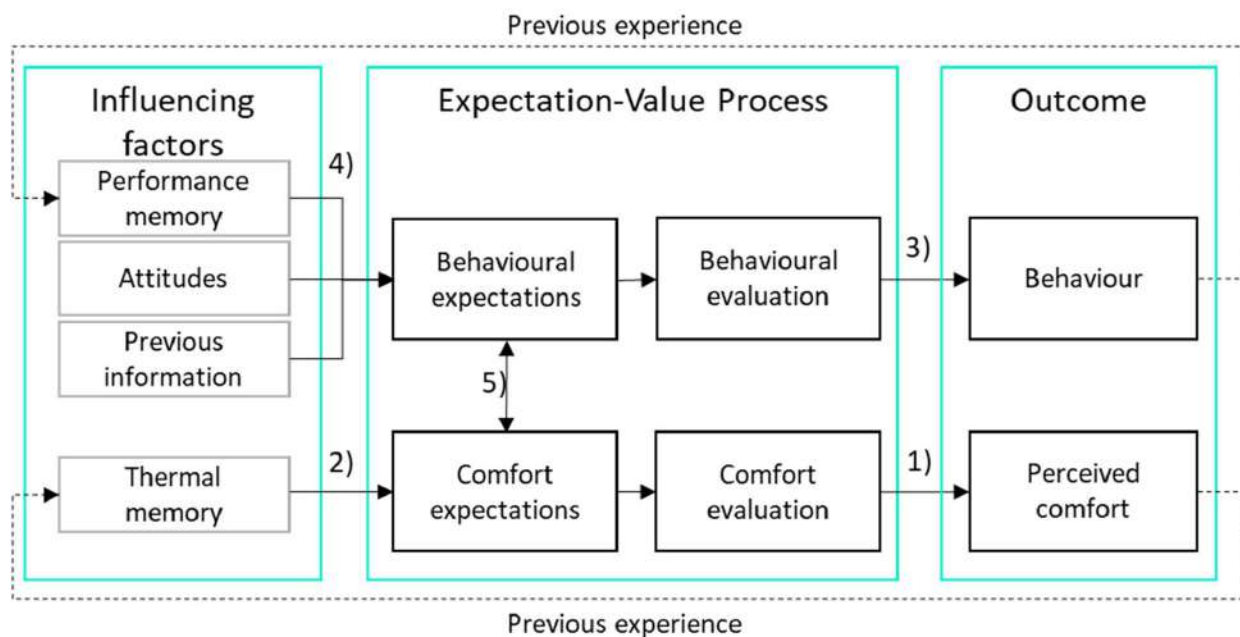 Previous experience
Influencing
factors
Expectation-Value Process
Outcome
4)
Performance
memory
Attitudes
Previous
information
Behavioural
expectations
Behavioural
evaluation
3)
Behaviour
5)
Thermal
memory
2)
Comfort
expectations
Comfort
evaluation
1)
Perceived
comfort
Previous experience